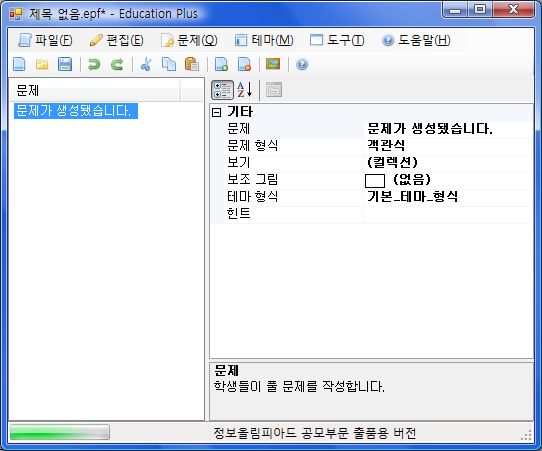 제목 없음.epf* - Education Plus
파일(F) 편집(E) 문제(Q) 테마(M) 도구(T) 도움말(H)
문제
문제가 생성됐습니다.
기타
문제 문제가 생성됐습니다.
문제 형식 객관식
보기 (컬렉션)
보조 그림 (없음)
테마 형식 기본_테마_형식
힌트
문제
학생들이 풀 문제를 작성합니다.
정보올림피아드 공모부문 출품용 버전